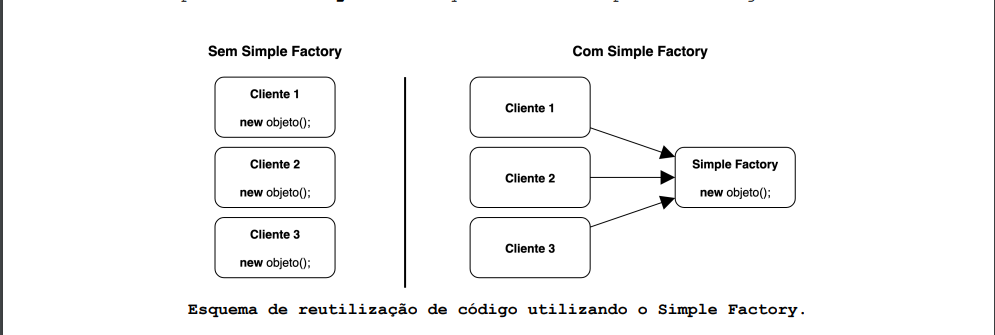 Sem Simple Factory
Cliente 1
new objeto();
Cliente 2
new objeto();
Cliente 3
new objeto();
Com Simple Factory
Cliente 1
Cliente 2
Cliente 3
Simple Factory
new objeto();
Esquema de reutilização de código utilizando o Simple Factory.